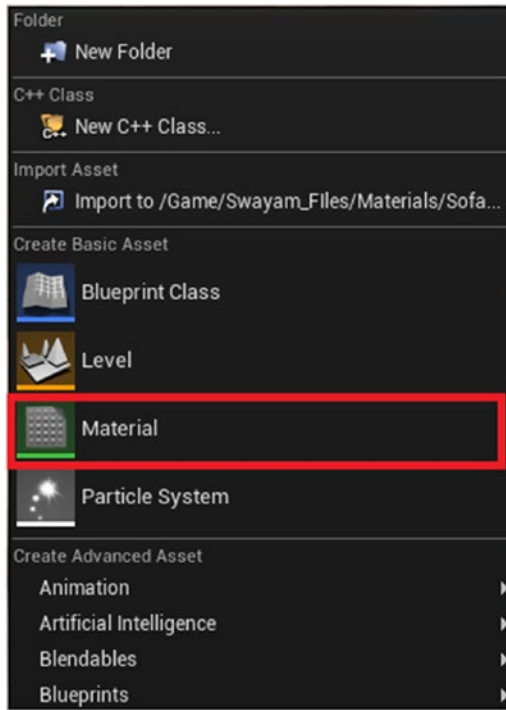 Folder
New Folder
C++ Class
C++
New C++ Class...
Import Asset
Import to /Game/Swayam_FIles/Materials/Sofa...
Create Basic Asset
Blueprint Class
Level
Material
Particle System
Create Advanced Asset
Animation
Artificial Intelligence
Blendables
Blueprints